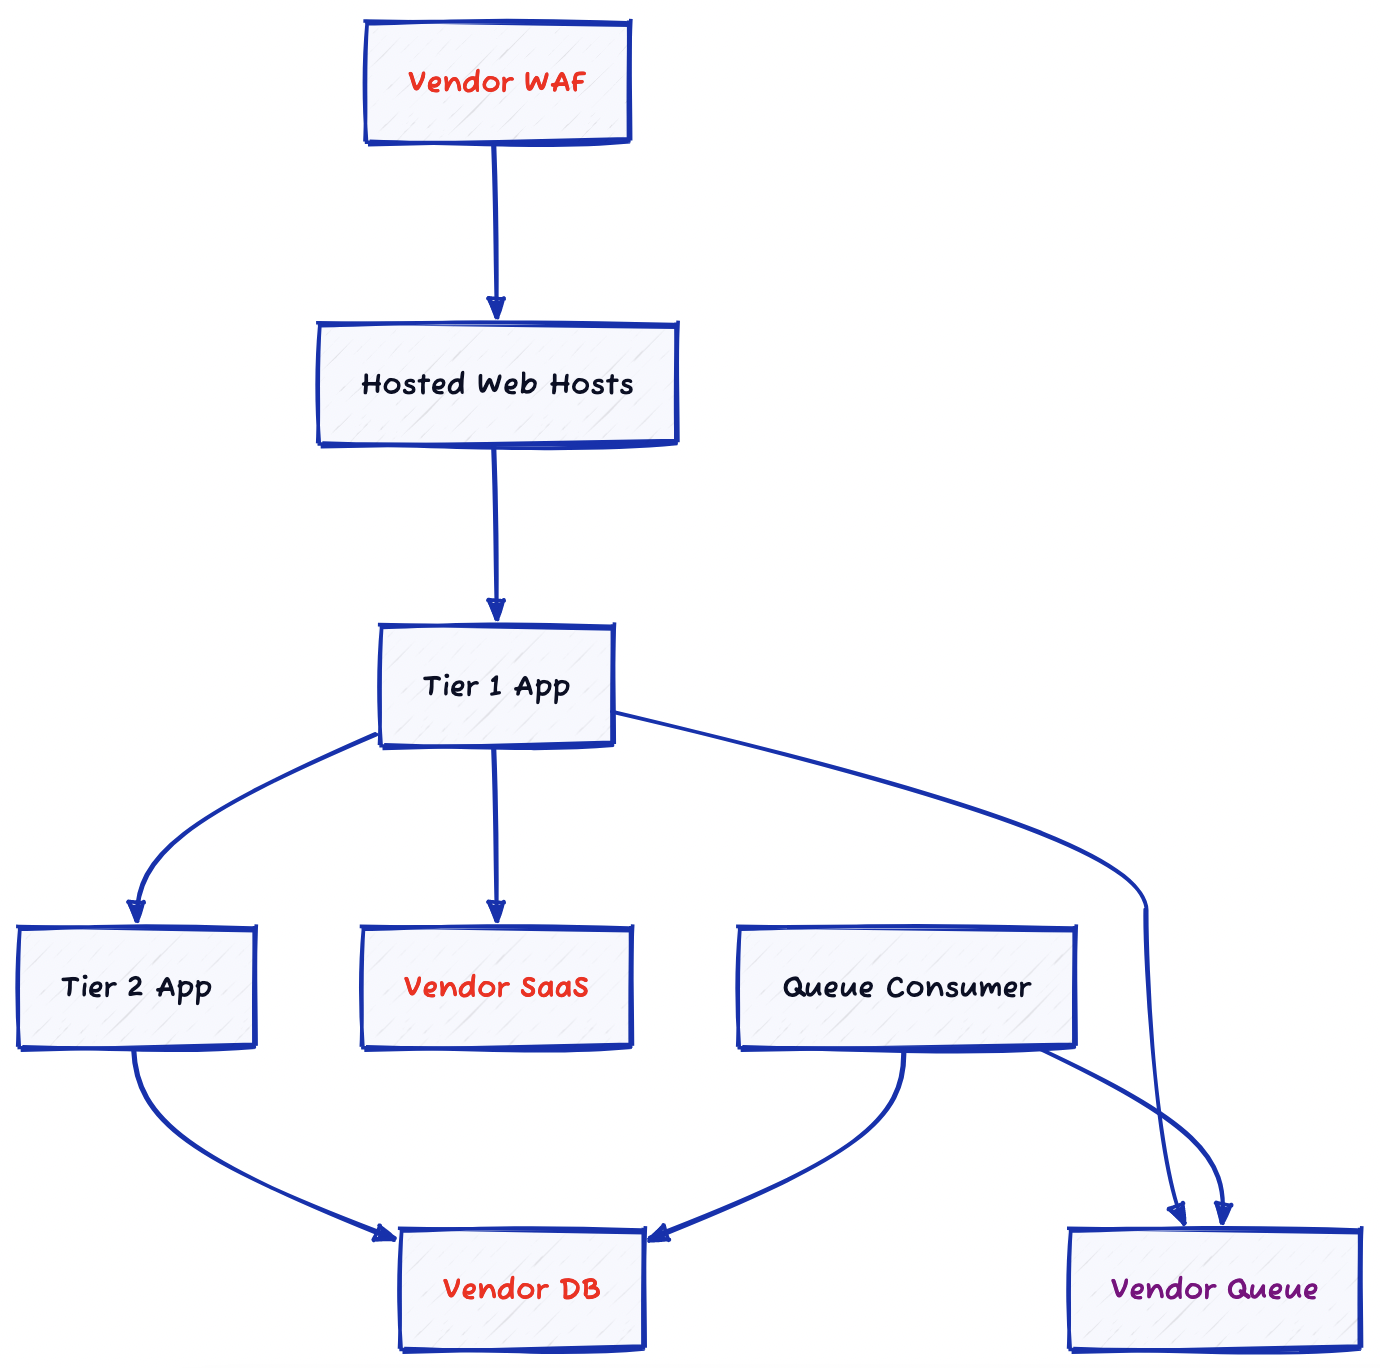 Vendor WAF
Hosted Web Hosts
Tier 1 App
Tier 2 App
Vendor SaaS
Queue Consumer
Vendor DB
Vendor Queue